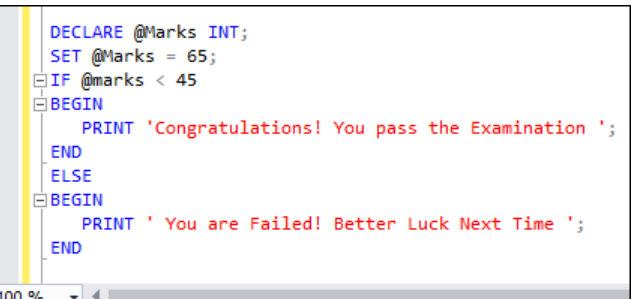 DECLARE @Marks INT;
SET @Marks = 65;
IF @marks < 45
BEGIN
PRINT 'Congratulations! You pass the Examination ';
END
ELSE
BEGIN
PRINT ' You are Failed! Better Luck Next Time ';
END
100 %